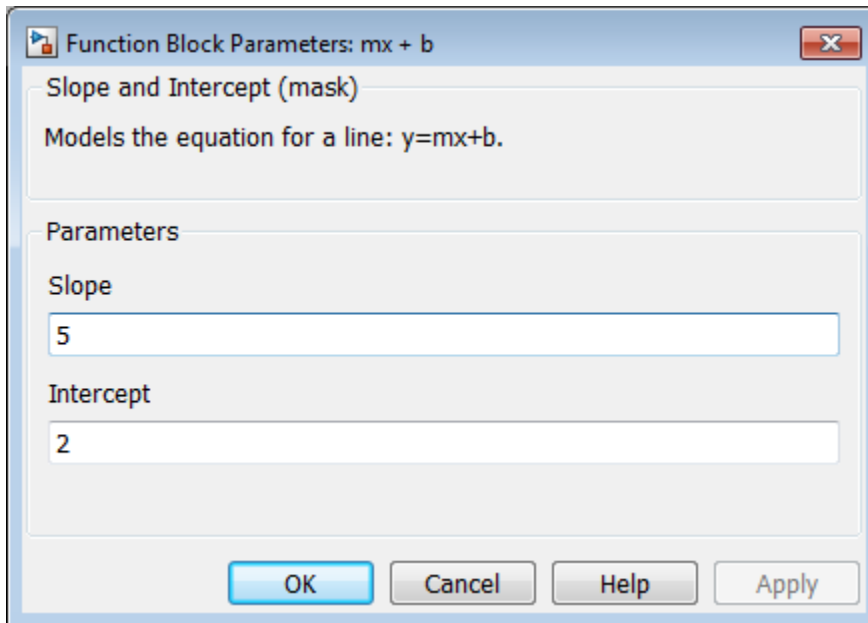 Function Block Parameters: mx + b
Slope and Intercept (mask)
Models the equation for a line: y=mx+b.
Parameters
Slope
5
Intercept
2
OK Cancel Help Apply